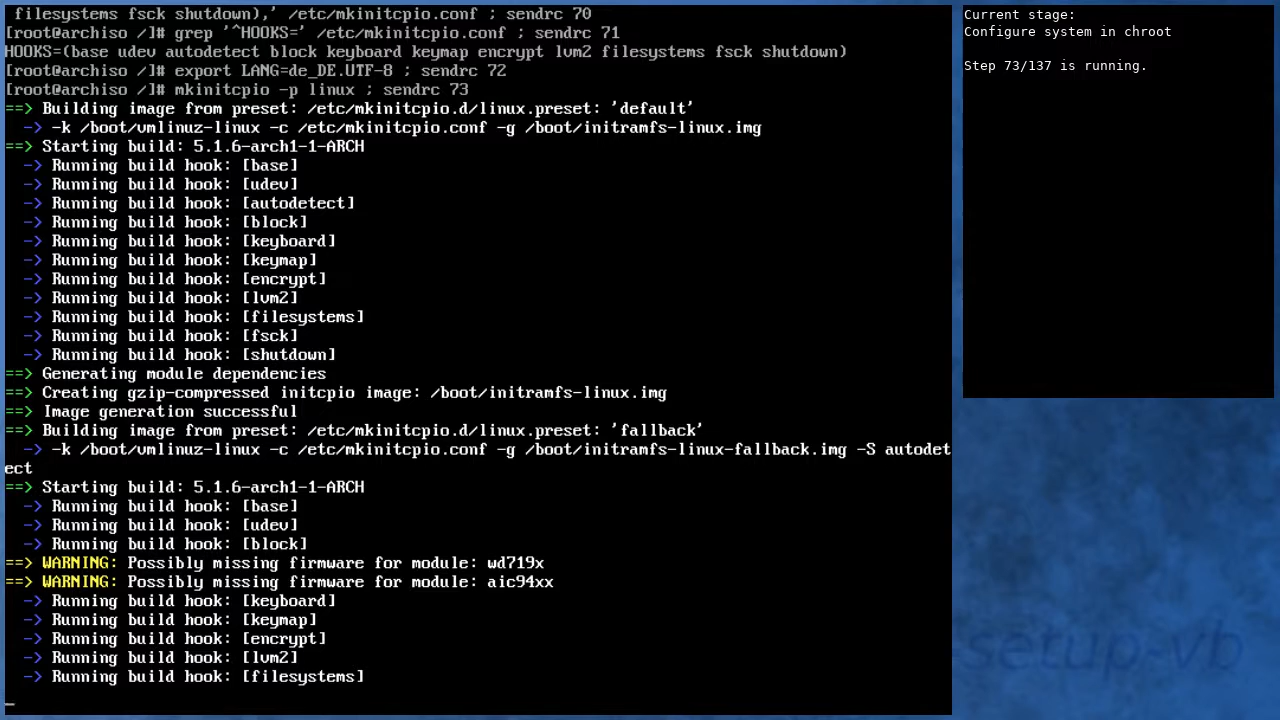 filesystems fsck shutdown),' /etc/mkinitcpio.conf ; sendrc 70
[root@archiso /]# grep '^HOOKS=' /etc/mkinitcpio.conf ; sendrc 71
HOOKS=(base udev autodetect block keyboard keymap encrypt lvm2 filesystems fsck shutdown)
[root@archiso /]# export LANG=de_DE.UTF-8 ; sendrc 72
[root@archiso /]# mkinitcpio -p linux ; sendrc 73
==> Building image from preset: /etc/mkinitcpio.d/linux.preset: 'default'
-> -k /boot/vmlinuz-linux -c /etc/mkinitcpio.conf -g /boot/initramfs-linux.img
==> Starting build: 5.1.6-arch1-1-ARCH
-> Running build hook: [base]
-> Running build hook: [udev]
-> Running build hook: [autodetect]
-> Running build hook: [block]
-> Running build hook: [keyboard]
-> Running build hook: [keymap]
-> Running build hook: [encrypt]
-> Running build hook: [lvm2]
-> Running build hook: [filesystems]
-> Running build hook: [fsck]
-> Running build hook: [shutdown]
==> Generating module dependencies
==> Creating gzip-compressed initcpio image: /boot/initramfs-linux.img
==> Image generation successful
==> Building image from preset: /etc/mkinitcpio.d/linux.preset: 'fallback'
-> -k /boot/vmlinuz-linux -c /etc/mkinitcpio.conf -g /boot/initramfs-linux-fallback.img -S autodet
ect
==> Starting build: 5.1.6-arch1-1-ARCH
-> Running build hook: [base]
-> Running build hook: [udev]
-> Running build hook: [block]
==> WARNING: Possibly missing firmware for module: wd719x
==> WARNING: Possibly missing firmware for module: aic94xx
-> Running build hook: [keyboard]
-> Running build hook: [keymap]
-> Running build hook: [encrypt]
-> Running build hook: [lvm2]
-> Running build hook: [filesystems]
_
Current stage:
Configure system in chroot
Step 73/137 is running.
setup-vb